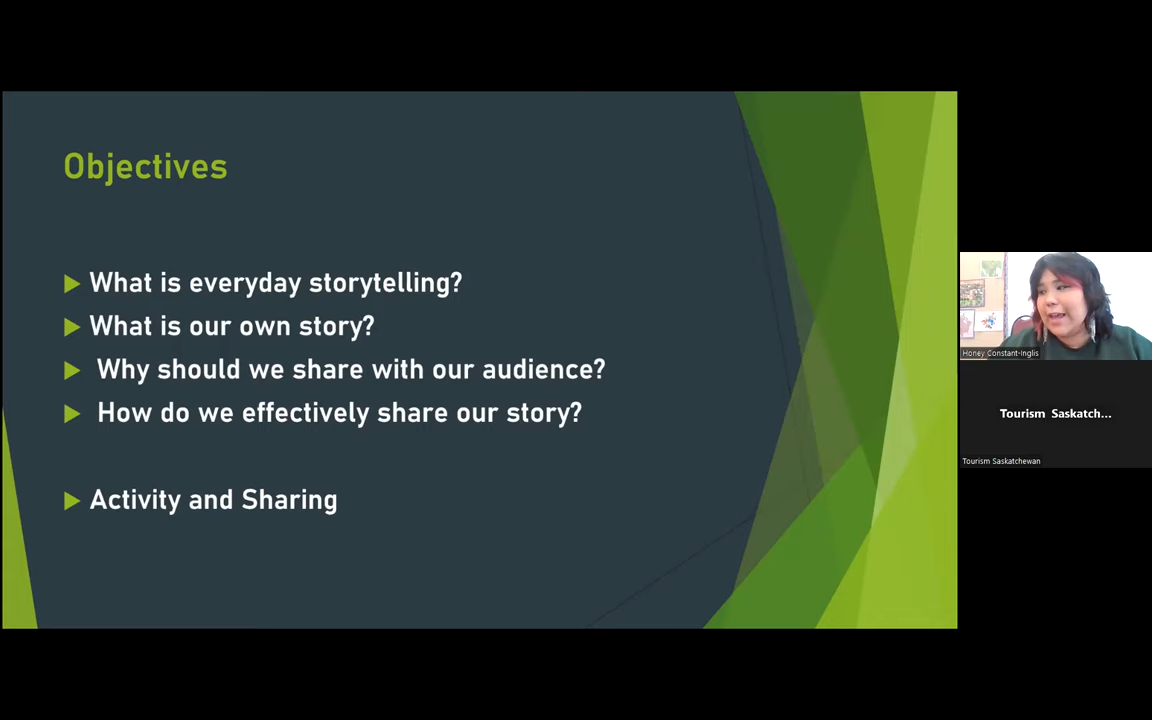 Objectives
What is everyday storytelling?
What is our own story?
Why should we share with our audience?
How do we effectively share our story?
Activity and Sharing
Honey Constant-Inglis
Tourism Saskatch...
Tourism Saskatchewan